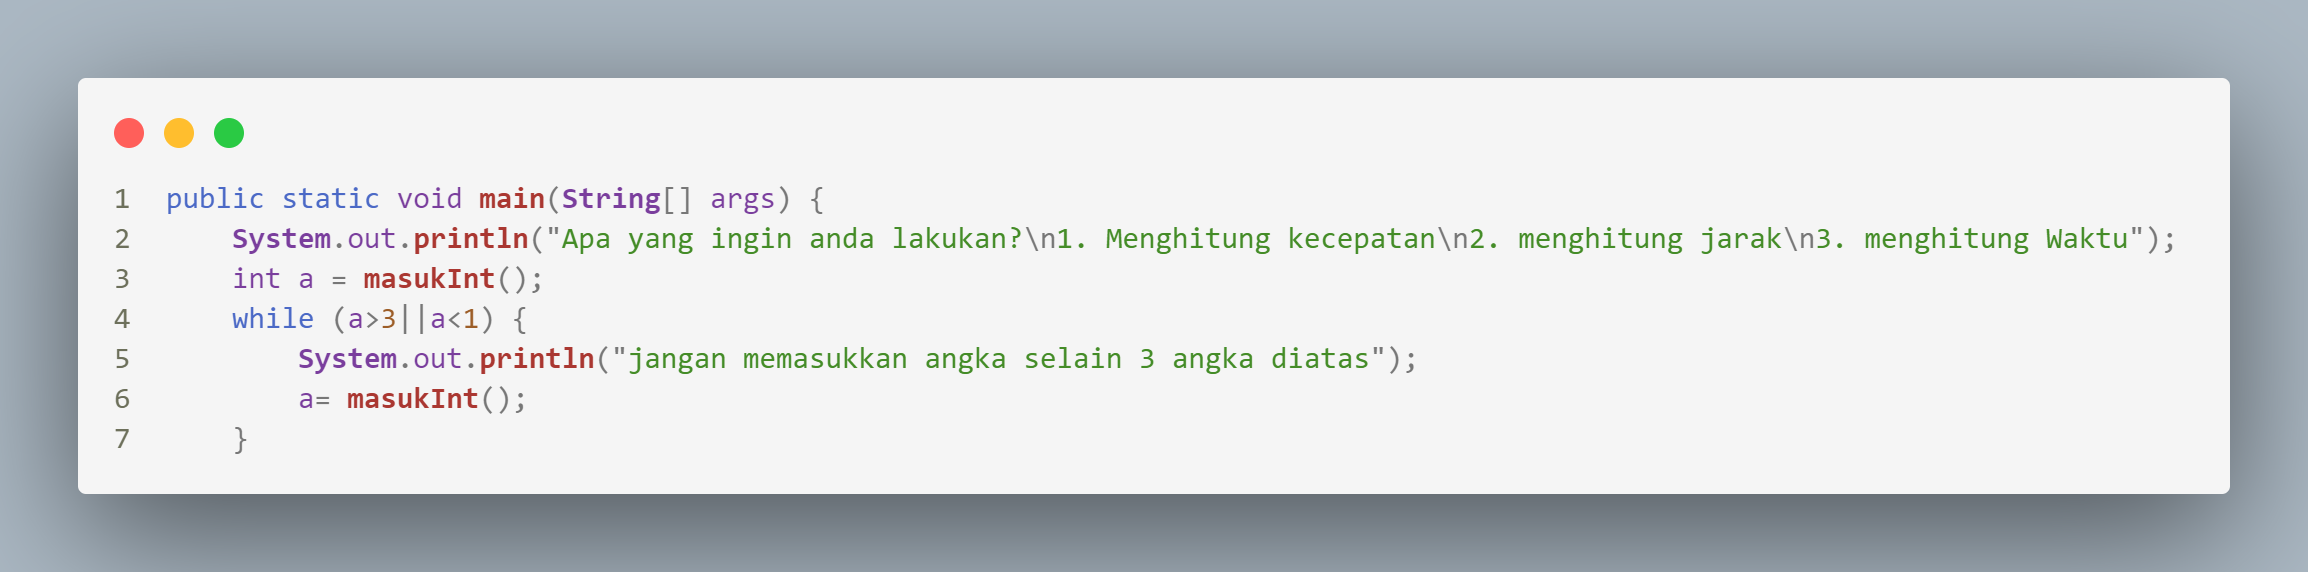 1 public static void main(String[] args) {
2     System.out.println("Apa yang ingin anda lakukan?\n1. Menghitung kecepatan\n2. menghitung jarak\n3. menghitung Waktu");
3     int a = masukInt();
4     while (a>3||a<1) {
5         System.out.println("jangan memasukkan angka selain 3 angka diatas");
6         a= masukInt();
7     }